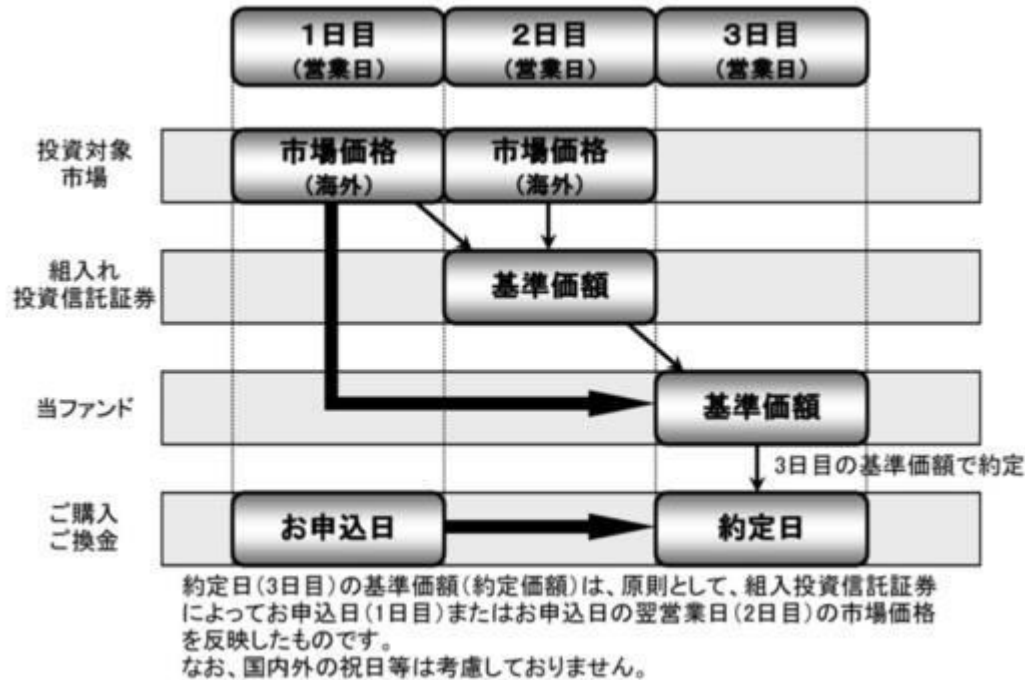 1日目
(営業日)
2日目
(営業日)
3日目
(営業日)
投資対象
市場
市場価格
(海外)
市場価格
(海外)
組入れ
投資信託証券
基準価額
当ファンド
基準価額
3日目の基準価額で約定
ご購入
ご換金
お申込日
約定日
約定日(3日目)の基準価額(約定価額)は、原則として、組入投資信託証券
によってお申込日(1日目)またはお申込日の翌営業日(2日目)の市場価格
を反映したものです。
なお、国内外の祝日等は考慮しておりません。